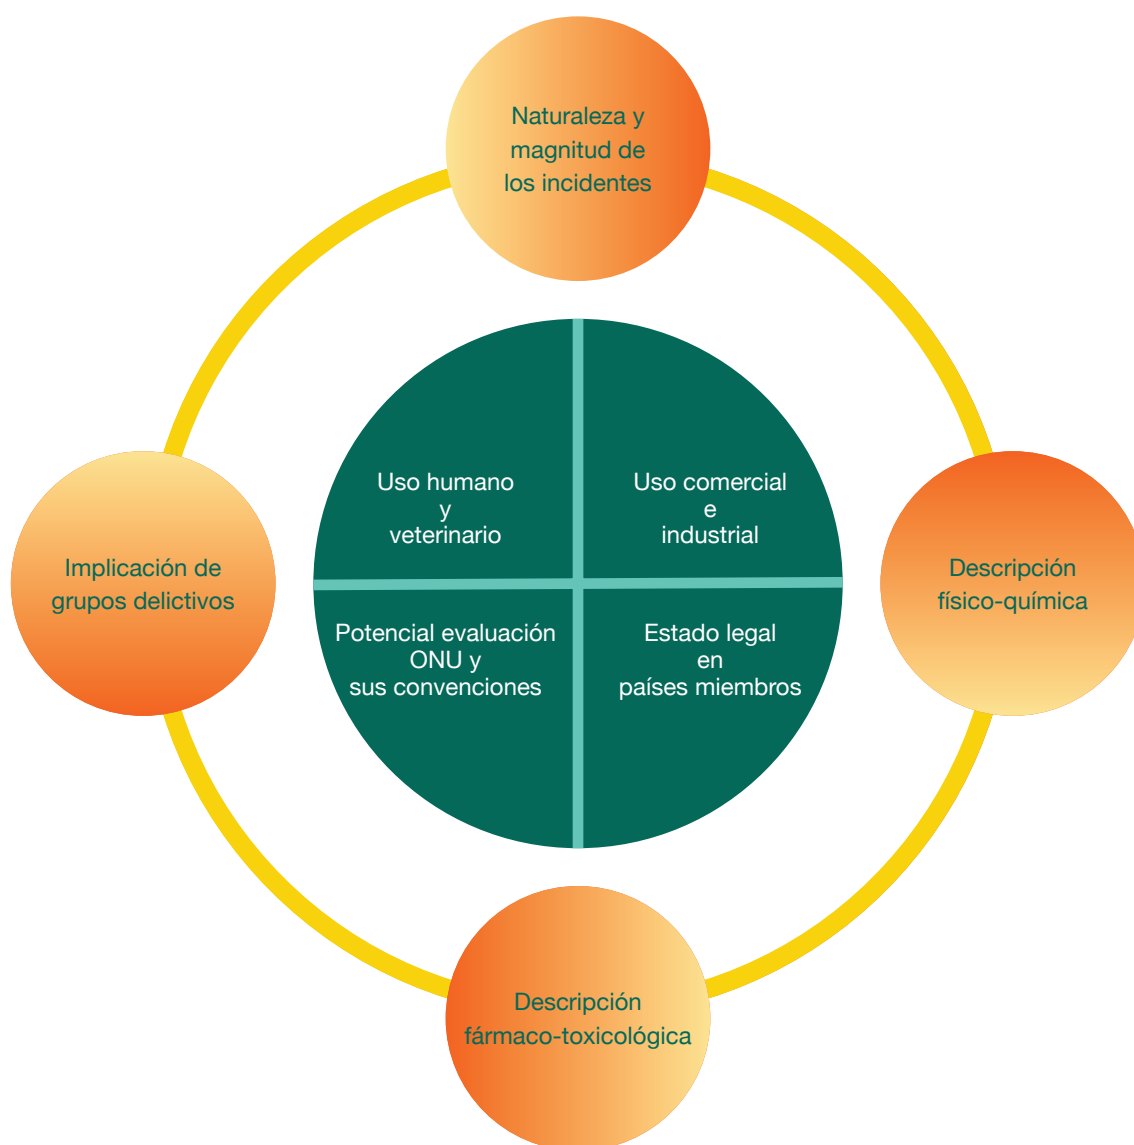 Naturaleza y
magnitud de
los incidentes
Uso humano
y
veterinario
Uso comercial
e
industrial
Implicación de
grupos delictivos
Descripción
físico-química
Potencial evaluación
ONU y
sus convenciones
Estado legal
en
países miembros
Descripción
fármaco-toxicológica